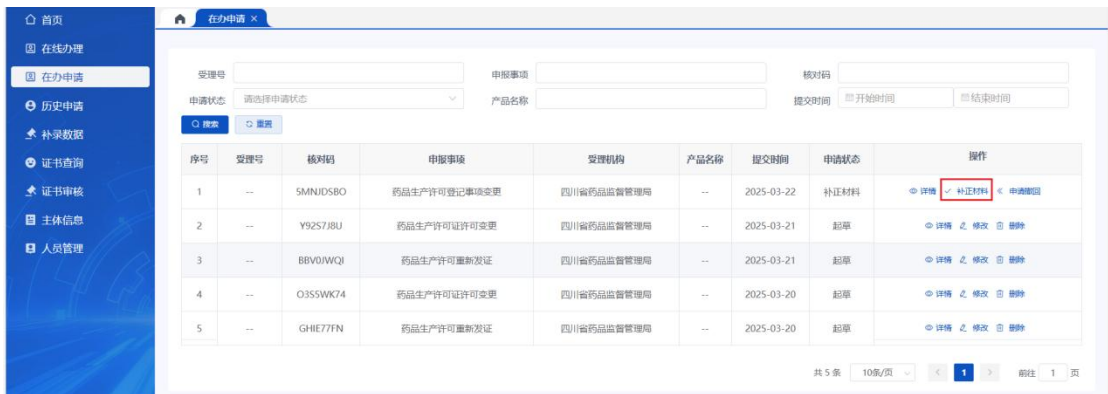 首页
在线办理
在办申请
历史申请
补录数据
证书查询
证书审核
主体信息
人员管理
在办申请 ×
受理号 申报事项 核对码
申请状态 请选择申请状态 产品名称 提交时间 开始时间 结束时间
搜索 重置
序号 受理号 核对码 申报事项 受理机构 产品名称 提交时间 申请状态 操作
1 -- 5MNJDSBO 药品生产许可登记事项变更 四川省药品监督管理局 -- 2025-03-22 补正材料 详情 补正材料 申请撤回
2 -- Y92S7J8U 药品生产许可证许可变更 四川省药品监督管理局 -- 2025-03-21 起草 详情 修改 删除
3 -- BBV0JWQI 药品生产许可重新发证 四川省药品监督管理局 -- 2025-03-21 起草 详情 修改 删除
4 -- O3S5WK74 药品生产许可证许可变更 四川省药品监督管理局 -- 2025-03-20 起草 详情 修改 删除
5 -- GHIE77FN 药品生产许可重新发证 四川省药品监督管理局 -- 2025-03-20 起草 详情 修改 删除
共 5 条 10条/页 < 1 > 前往 1 页